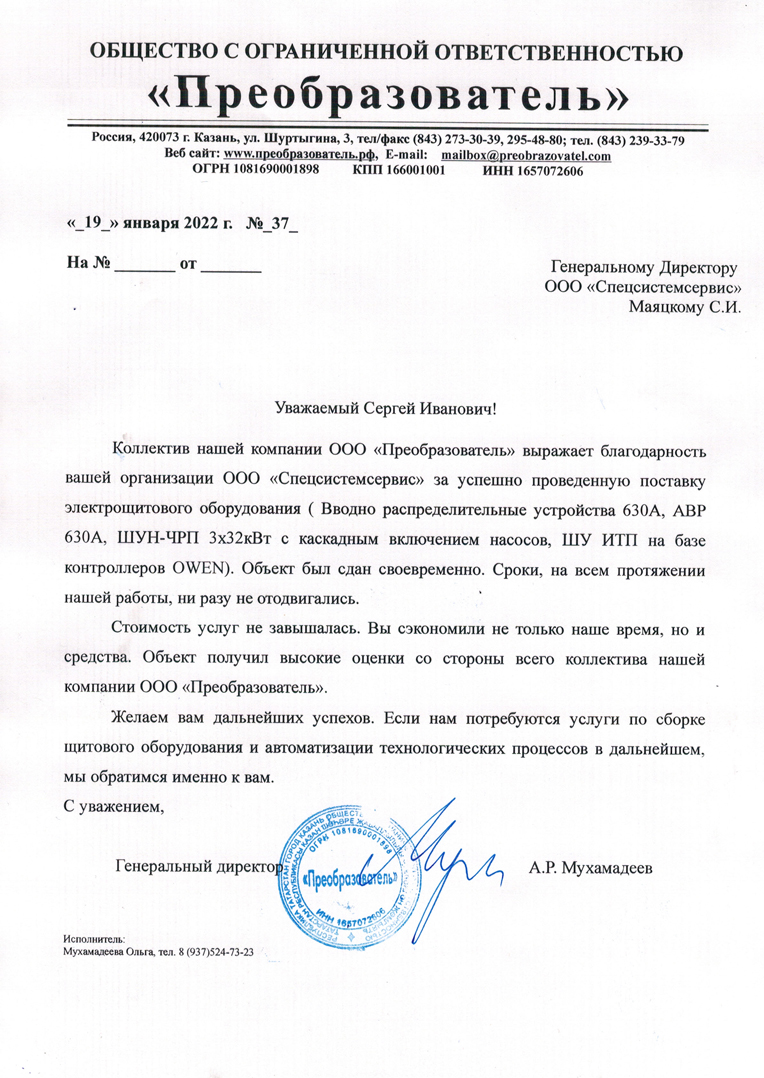 ОБЩЕСТВО С ОГРАНИЧЕННОЙ ОТВЕТСТВЕННОСТЬЮ
«Преобразователь»
Россия, 420073 г. Казань, ул. Шуртыгина, 3, тел/факс (843) 273-30-39, 295-48-80; тел. (843) 239-33-79
Веб сайт: www.преобразователь.рф, E-mail: mailbox@preobrazovatel.com
ОГРН 1081690001898 КПП 166001001 ИНН 1657072606
«_19_» января 2022 г. №_37_
На № _______ от _______
Генеральному Директору
ООО «Спецсистемсервис»
Маяцкому С.И.
Уважаемый Сергей Иванович!
Коллектив нашей компании ООО «Преобразователь» выражает благодарность
вашей организации ООО «Спецсистемсервис» за успешно проведенную поставку
электрощитового оборудования ( Вводно распределительные устройства 630А, АВР
630А, ШУН-ЧРП 3х32кВт с каскадным включением насосов, ШУ ИТП на базе
контроллеров OWEN). Объект был сдан своевременно. Сроки, на всем протяжении
нашей работы, ни разу не отодвигались.
Стоимость услуг не завышалась. Вы сэкономили не только наше время, но и
средства. Объект получил высокие оценки со стороны всего коллектива нашей
компании ООО «Преобразователь».
Желаем вам дальнейших успехов. Если нам потребуются услуги по сборке
щитового оборудования и автоматизации технологических процессов в дальнейшем,
мы обратимся именно к вам.
С уважением,
Генеральный директор
А.Р. Мухамадеев
ОГРН 1081690001898
«Преобразователь»
ИНН 1657072606
Исполнитель:
Мухамадеева Ольга, тел. 8 (937)524-73-23